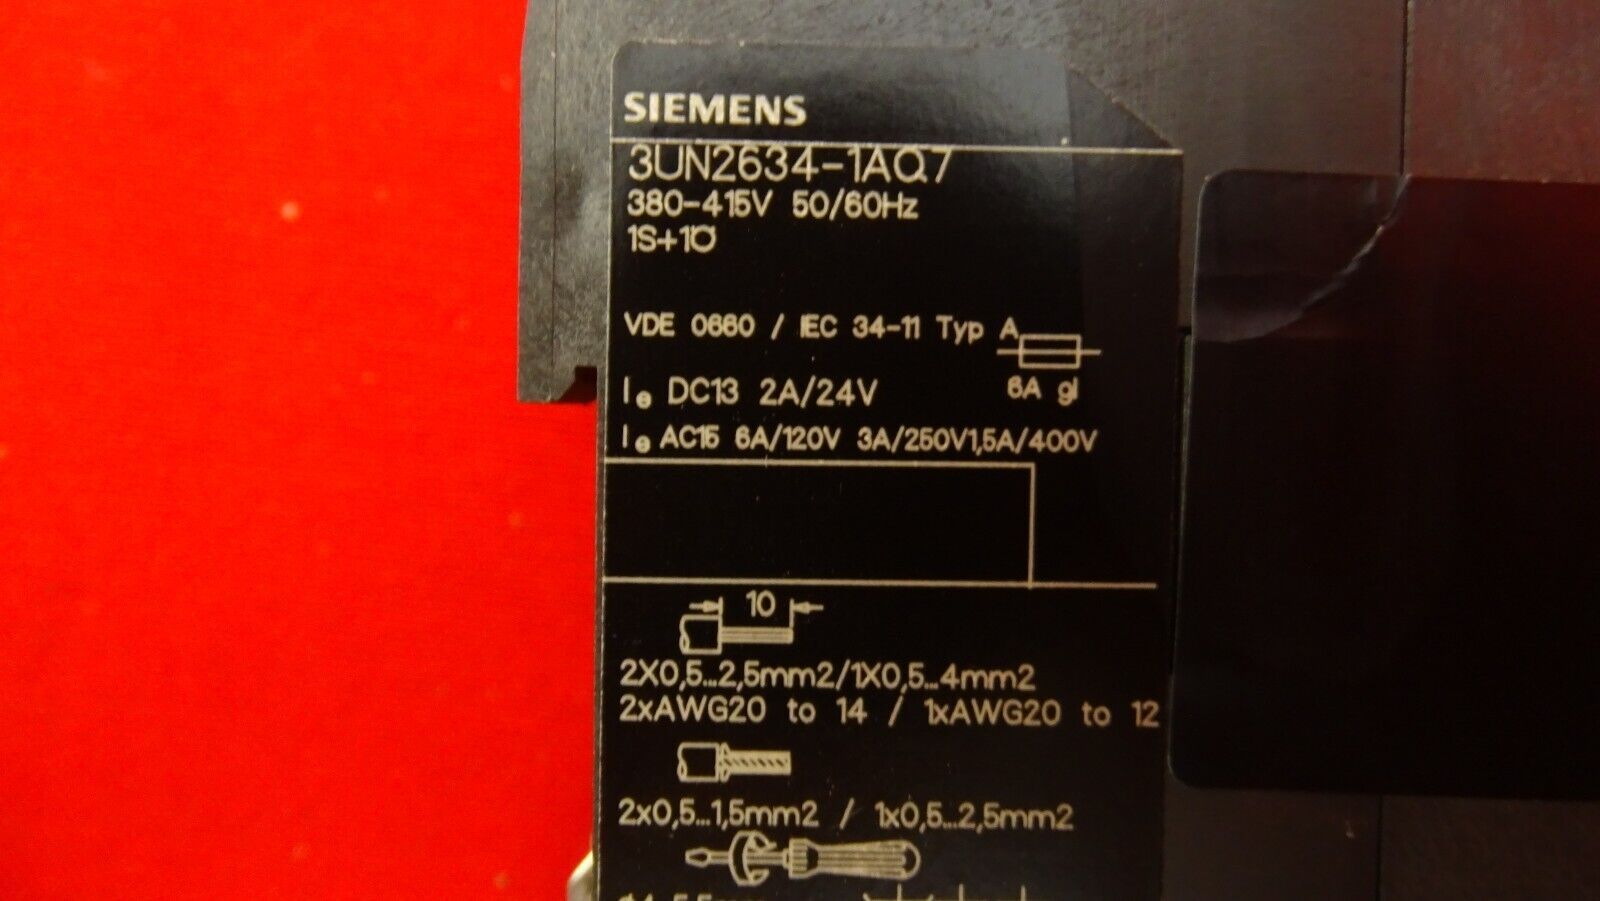 SIEMENS
3UN2634-1AQ7
380-415V 50/60Hz
1S+1Ö
VDE 0660 / IEC 34-11 Typ A
6A gl
Ie DC13 2A/24V
Ie AC15 6A/120V 3A/250V1,5A/400V
10
2X0,5...2,5mm2/1X0,5...4mm2
2xAWG20 to 14 / 1xAWG20 to 12
2x0,5...1,5mm2 / 1x0,5...2,5mm2